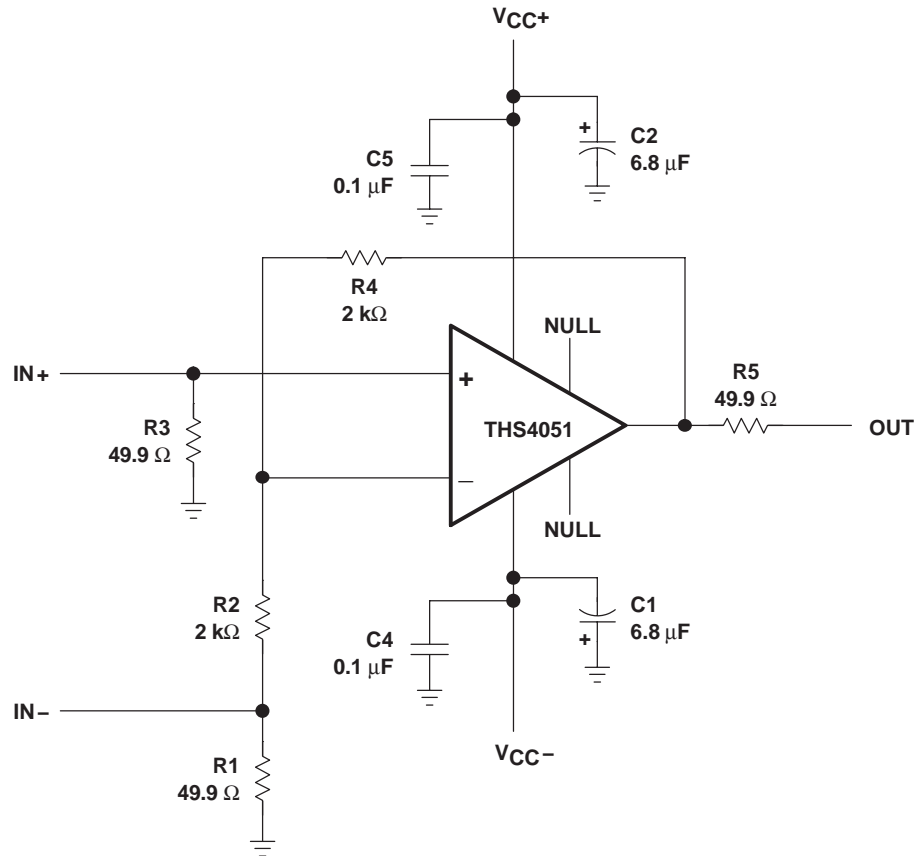 VCC+
C5
0.1 μF
+
C2
6.8 μF
R4
2 kΩ
NULL
IN+
+
R3
49.9 Ω
THS4051
R5
49.9 Ω
OUT
−
NULL
R2
2 kΩ
C4
0.1 μF
C1
6.8 μF
+
IN−
VCC−
R1
49.9 Ω